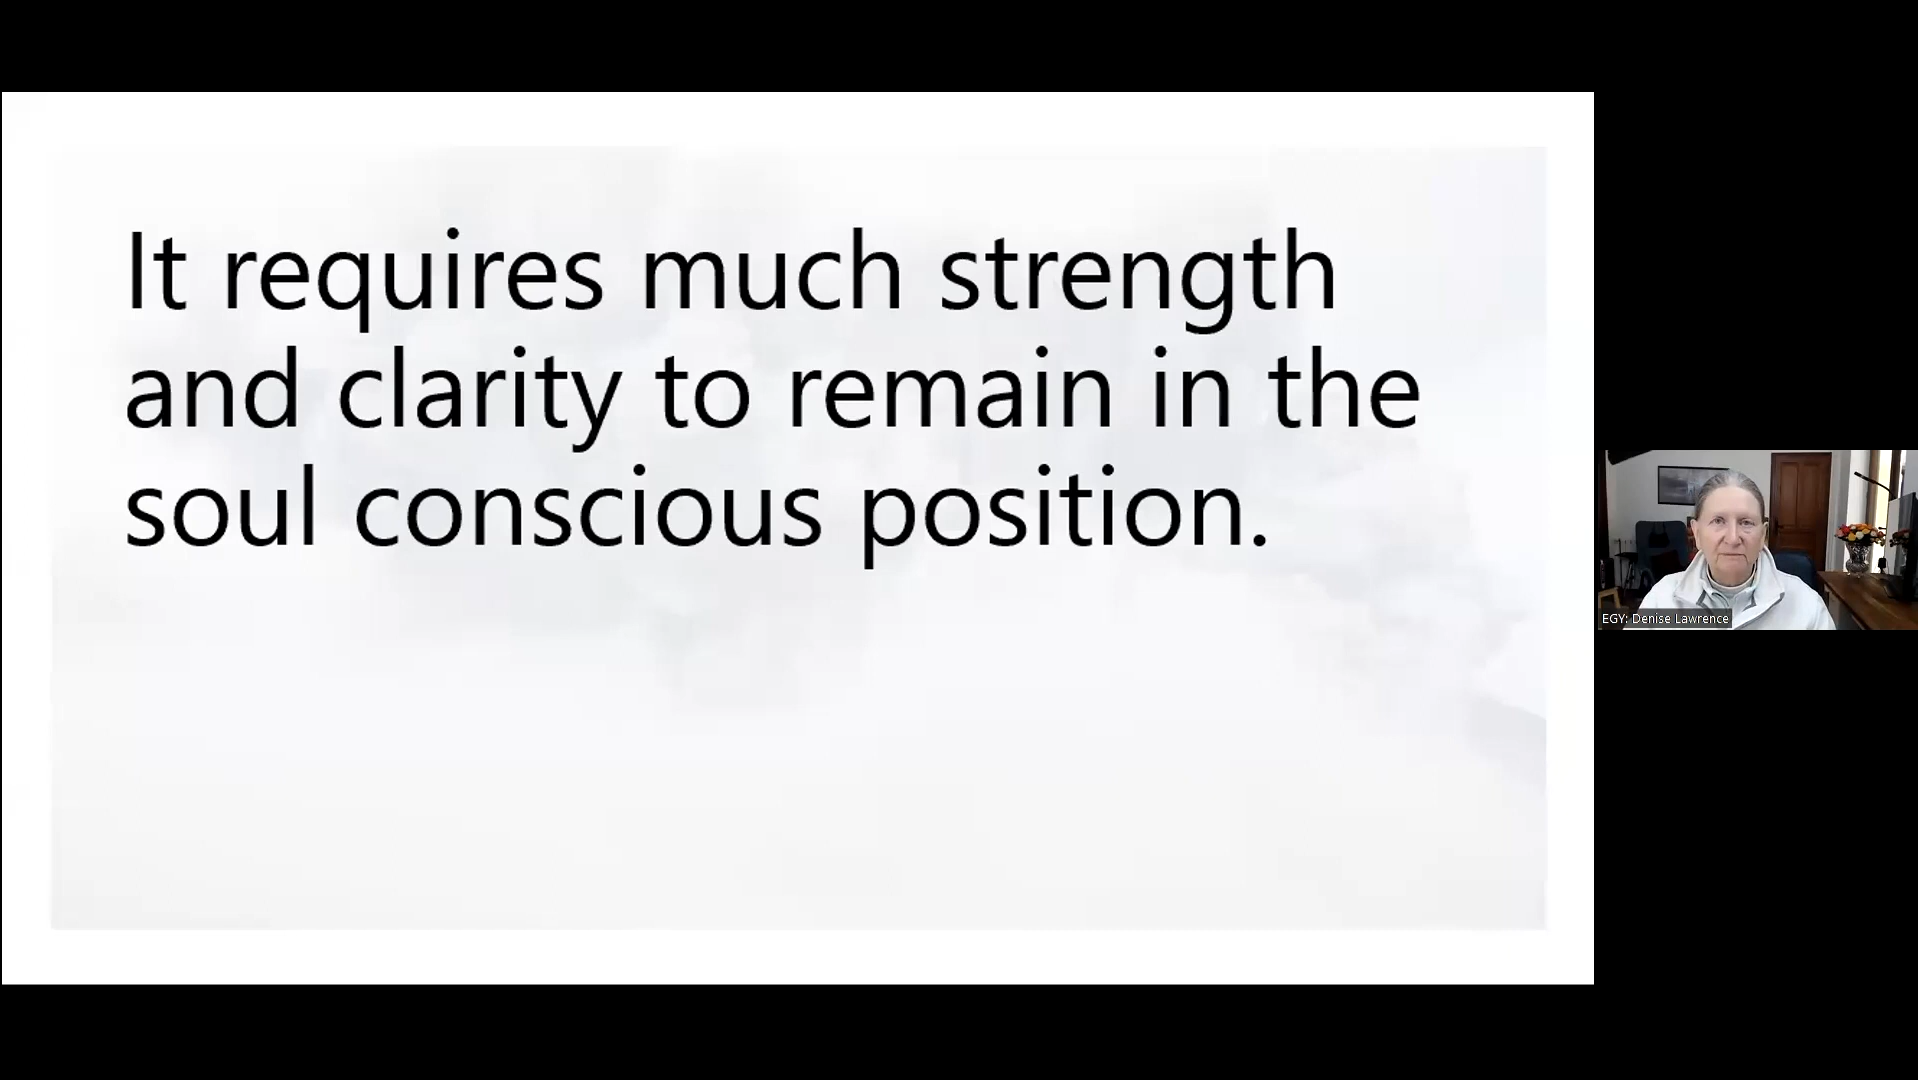 It requires much strength
and clarity to remain in the
soul conscious position.
EGY: Denise Lawrence